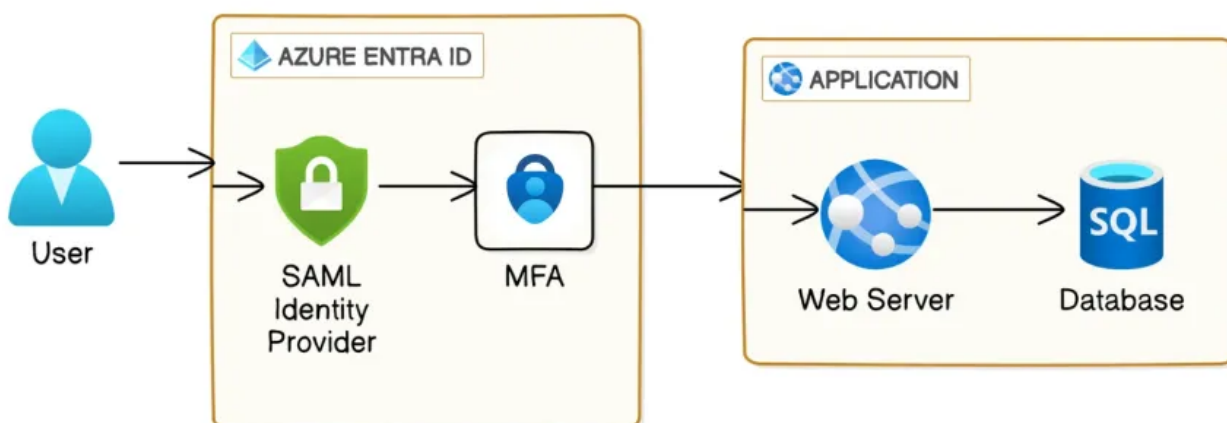 AZURE ENTRA ID
APPLICATION
User
SAML
Identity
Provider
MFA
Web Server
SQL
Database